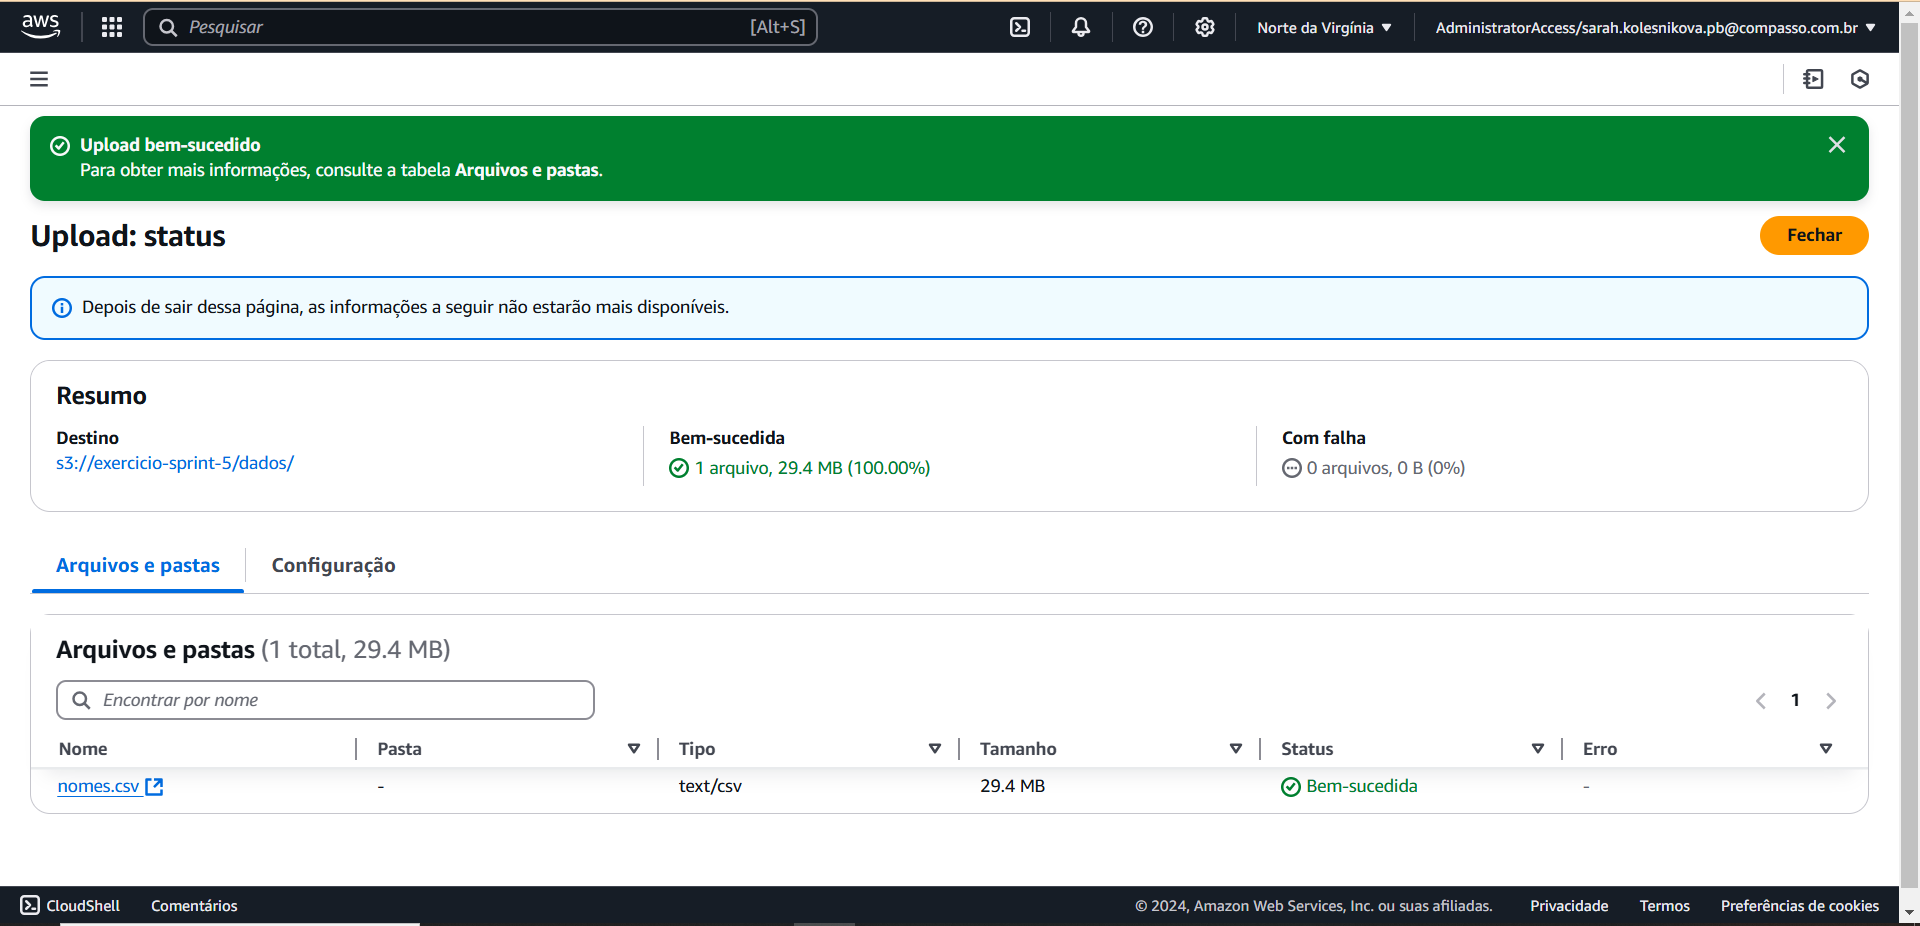 aws
Pesquisar [Alt+S]
Norte da Virgínia
AdministratorAccess/sarah.kolesnikova.pb@compasso.com.br
Upload bem-sucedido
Para obter mais informações, consulte a tabela Arquivos e pastas.
Upload: status
Fechar
Depois de sair dessa página, as informações a seguir não estarão mais disponíveis.
Resumo
Destino
s3://exercicio-sprint-5/dados/
Bem-sucedida
1 arquivo, 29.4 MB (100.00%)
Com falha
0 arquivos, 0 B (0%)
Arquivos e pastas
Configuração
Arquivos e pastas (1 total, 29.4 MB)
Encontrar por nome
1
Nome Pasta Tipo Tamanho Status Erro
nomes.csv - text/csv 29.4 MB Bem-sucedida -
CloudShell Comentários © 2024, Amazon Web Services, Inc. ou suas afiliadas. Privacidade Termos Preferências de cookies